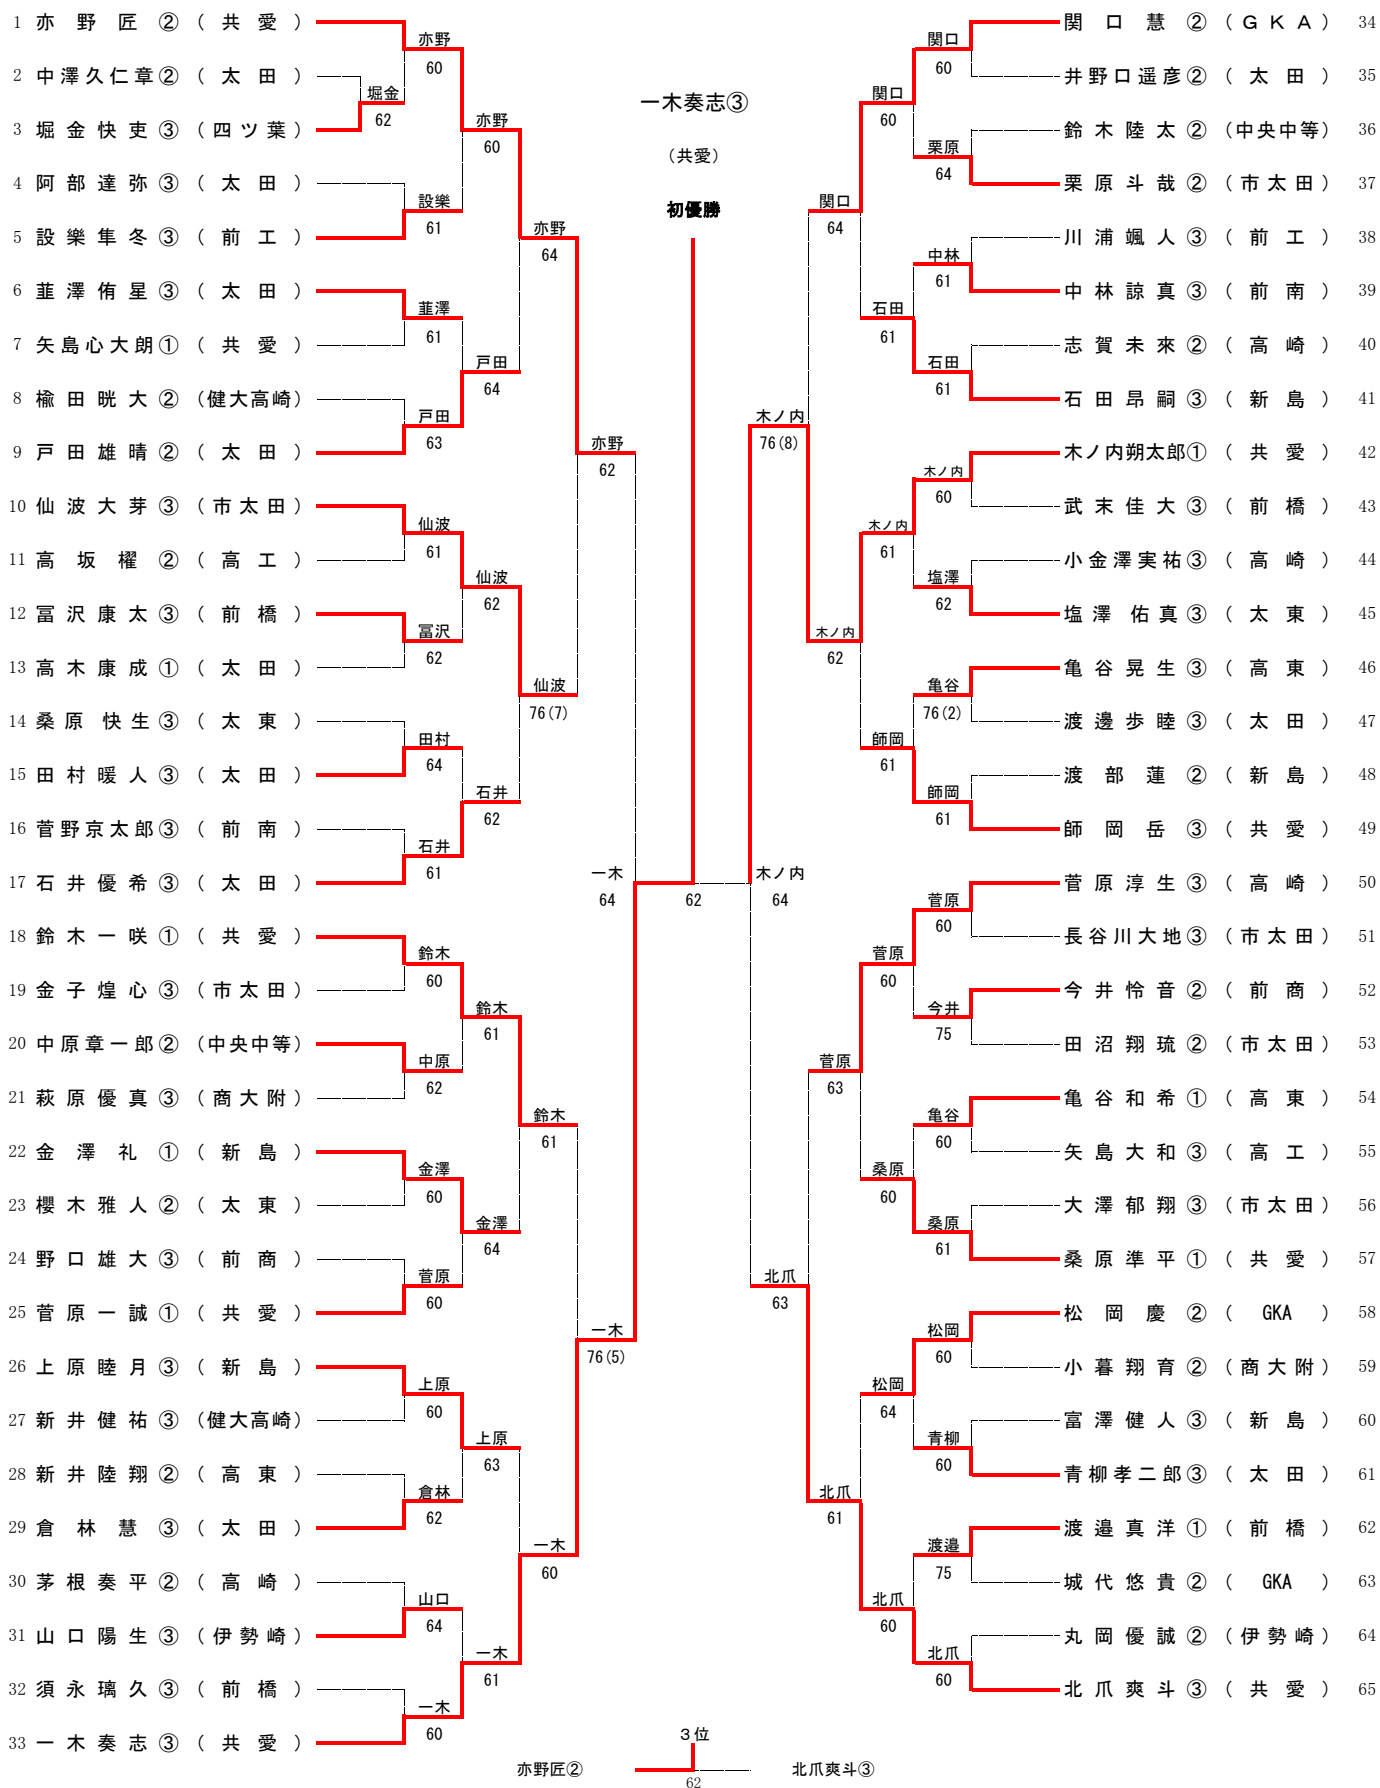 1 亦野匠② (共愛)
2 中澤久仁章② (太田)
3 堀金快吏③ (四ツ葉)
4 阿部達弥③ (太田)
5 設樂隼冬③ (前工)
6 韮澤侑星③ (太田)
7 矢島心大朗① (共愛)
8 楡田晄大② (健大高崎)
9 戸田雄晴② (太田)
10 仙波大芽③ (市太田)
11 高坂櫂② (高工)
12 冨沢康太③ (前橋)
13 高木康成① (太田)
14 桑原快生③ (太東)
15 田村暖人③ (太田)
16 菅野京太郎③ (前南)
17 石井優希③ (太田)
18 鈴木一咲① (共愛)
19 金子煌心③ (市太田)
20 中原章一郎② (中央中等)
21 萩原優真③ (商大附)
22 金澤礼① (新島)
23 櫻木雅人② (太東)
24 野口雄大③ (前商)
25 菅原一誠① (共愛)
26 上原睦月③ (新島)
27 新井健祐③ (健大高崎)
28 新井陸翔② (高東)
29 倉林慧③ (太田)
30 茅根奏平② (高崎)
31 山口陽生③ (伊勢崎)
32 須永璃久③ (前橋)
33 一木奏志③ (共愛)
堀金
62
亦野
60
設樂
61
韮澤
61
戸田
63
仙波
61
冨沢
62
田村
64
石井
61
鈴木
60
中原
62
金澤
60
菅原
60
上原
60
倉林
62
山口
64
一木
60
亦野
60
戸田
64
仙波
62
石井
62
鈴木
61
金澤
64
上原
63
一木
61
亦野
64
仙波
76(7)
鈴木
61
一木
60
亦野
62
一木
76(5)
一木
64
一木奏志③
(共愛)
初優勝
62
木ノ内
64
木ノ内
76(8)
北爪
63
関口
64
木ノ内
62
菅原
63
北爪
61
関口
60
石田
61
木ノ内
61
師岡
61
菅原
60
桑原
60
松岡
64
北爪
60
関口
60
栗原
64
中林
61
石田
61
木ノ内
60
塩澤
62
亀谷
76(2)
師岡
61
菅原
60
今井
75
亀谷
60
桑原
61
松岡
60
青柳
60
渡邉
75
北爪
60
関口慧② (GKA) 34
井野口遥彦② (太田) 35
鈴木陸太② (中央中等) 36
栗原斗哉② (市太田) 37
川浦颯人③ (前工) 38
中林諒真③ (前南) 39
志賀未來② (高崎) 40
石田昂嗣③ (新島) 41
木ノ内朔太郎① (共愛) 42
武末佳大③ (前橋) 43
小金澤実祐③ (高崎) 44
塩澤佑真③ (太東) 45
亀谷晃生③ (高東) 46
渡邊歩睦③ (太田) 47
渡部蓮② (新島) 48
師岡岳③ (共愛) 49
菅原淳生③ (高崎) 50
長谷川大地③ (市太田) 51
今井怜音② (前商) 52
田沼翔琉② (市太田) 53
亀谷和希① (高東) 54
矢島大和③ (高工) 55
大澤郁翔③ (市太田) 56
桑原準平① (共愛) 57
松岡慶② (GKA) 58
小暮翔育② (商大附) 59
富澤健人③ (新島) 60
青柳孝二郎③ (太田) 61
渡邉真洋① (前橋) 62
城代悠貴② (GKA) 63
丸岡優誠② (伊勢崎) 64
北爪爽斗③ (共愛) 65
3位
亦野匠② 北爪爽斗③
62